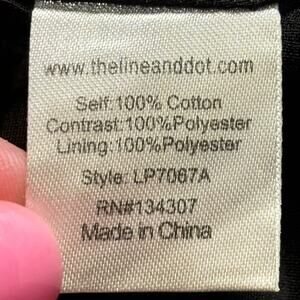 www.thelineanddot.com
Self:100% Cotton
Contrast:100%Polyester
Lining:100%Polyester
Style: LP7067A
RN#134307
Made in China